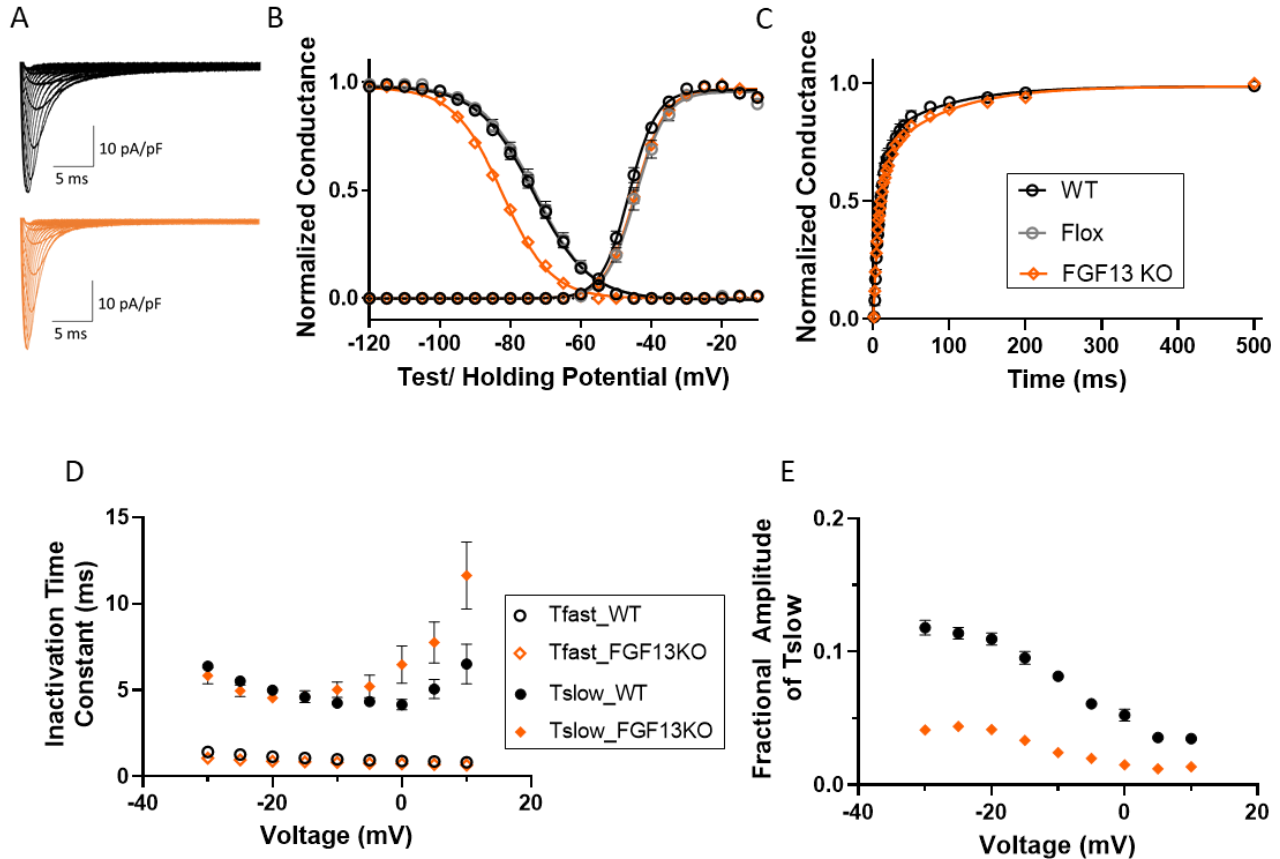 A
10 pA/pF
5 ms
10 pA/pF
5 ms
B
Normalized Conductance
1.0
0.5
0.0
-120 -100 -80 -60 -40 -20
Test/ Holding Potential (mV)
C
Normalized Conductance
1.0
0.5
0.0
0 100 200 300 400 500
Time (ms)
WT
Flox
FGF13 KO
D
Inactivation Time
Constant (ms)
15
10
5
0
-40 -20 0 20
Voltage (mV)
Tfast_WT
Tfast_FGF13KO
Tslow_WT
Tslow_FGF13KO
E
Fractional Amplitude
of Tslow
0.2
0.1
0.0
-40 -20 0 20
Voltage (mV)